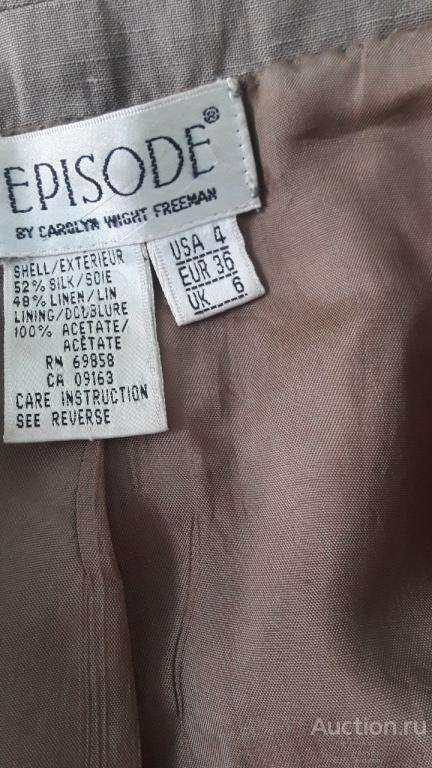 EPISODE®
BY CAROLYN WIGHT FREEMAN
USA 4
EUR 36
UK 6
SHELL/EXTERIEUR
52% SILK/SOIE
48% LINEN/LIN
LINING/DOUBLURE
100% ACETATE/
ACÉTATE
RN 69858
CA 09163
CARE INSTRUCTION
SEE REVERSE
Auction.ru